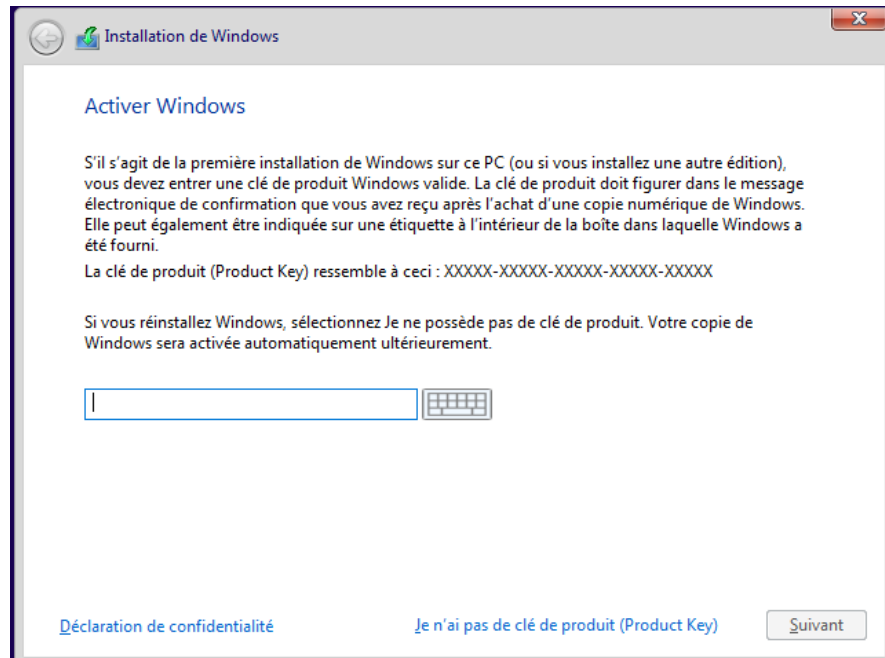 Installation de Windows
Activer Windows
S'il s'agit de la première installation de Windows sur ce PC (ou si vous installez une autre édition),
vous devez entrer une clé de produit Windows valide. La clé de produit doit figurer dans le message
électronique de confirmation que vous avez reçu après l'achat d'une copie numérique de Windows.
Elle peut également être indiquée sur une étiquette à l'intérieur de la boîte dans laquelle Windows a
été fourni.
La clé de produit (Product Key) ressemble à ceci : XXXXX-XXXXX-XXXXX-XXXXX-XXXXX
Si vous réinstallez Windows, sélectionnez Je ne possède pas de clé de produit. Votre copie de
Windows sera activée automatiquement ultérieurement.
Déclaration de confidentialité
Je n'ai pas de clé de produit (Product Key)
Suivant